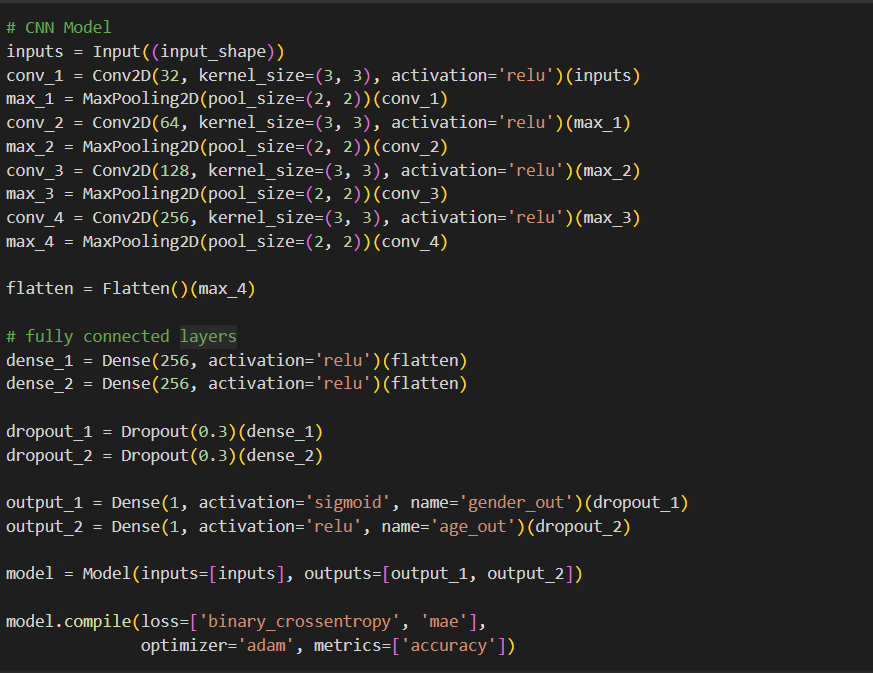 # CNN Model
inputs = Input((input_shape))
conv_1 = Conv2D(32, kernel_size=(3, 3), activation='relu')(inputs)
max_1 = MaxPooling2D(pool_size=(2, 2))(conv_1)
conv_2 = Conv2D(64, kernel_size=(3, 3), activation='relu')(max_1)
max_2 = MaxPooling2D(pool_size=(2, 2))(conv_2)
conv_3 = Conv2D(128, kernel_size=(3, 3), activation='relu')(max_2)
max_3 = MaxPooling2D(pool_size=(2, 2))(conv_3)
conv_4 = Conv2D(256, kernel_size=(3, 3), activation='relu')(max_3)
max_4 = MaxPooling2D(pool_size=(2, 2))(conv_4)
flatten = Flatten()(max_4)
# fully connected layers
dense_1 = Dense(256, activation='relu')(flatten)
dense_2 = Dense(256, activation='relu')(flatten)
dropout_1 = Dropout(0.3)(dense_1)
dropout_2 = Dropout(0.3)(dense_2)
output_1 = Dense(1, activation='sigmoid', name='gender_out')(dropout_1)
output_2 = Dense(1, activation='relu', name='age_out')(dropout_2)
model = Model(inputs=[inputs], outputs=[output_1, output_2])
model.compile(loss=['binary_crossentropy', 'mae'],
optimizer='adam', metrics=['accuracy'])